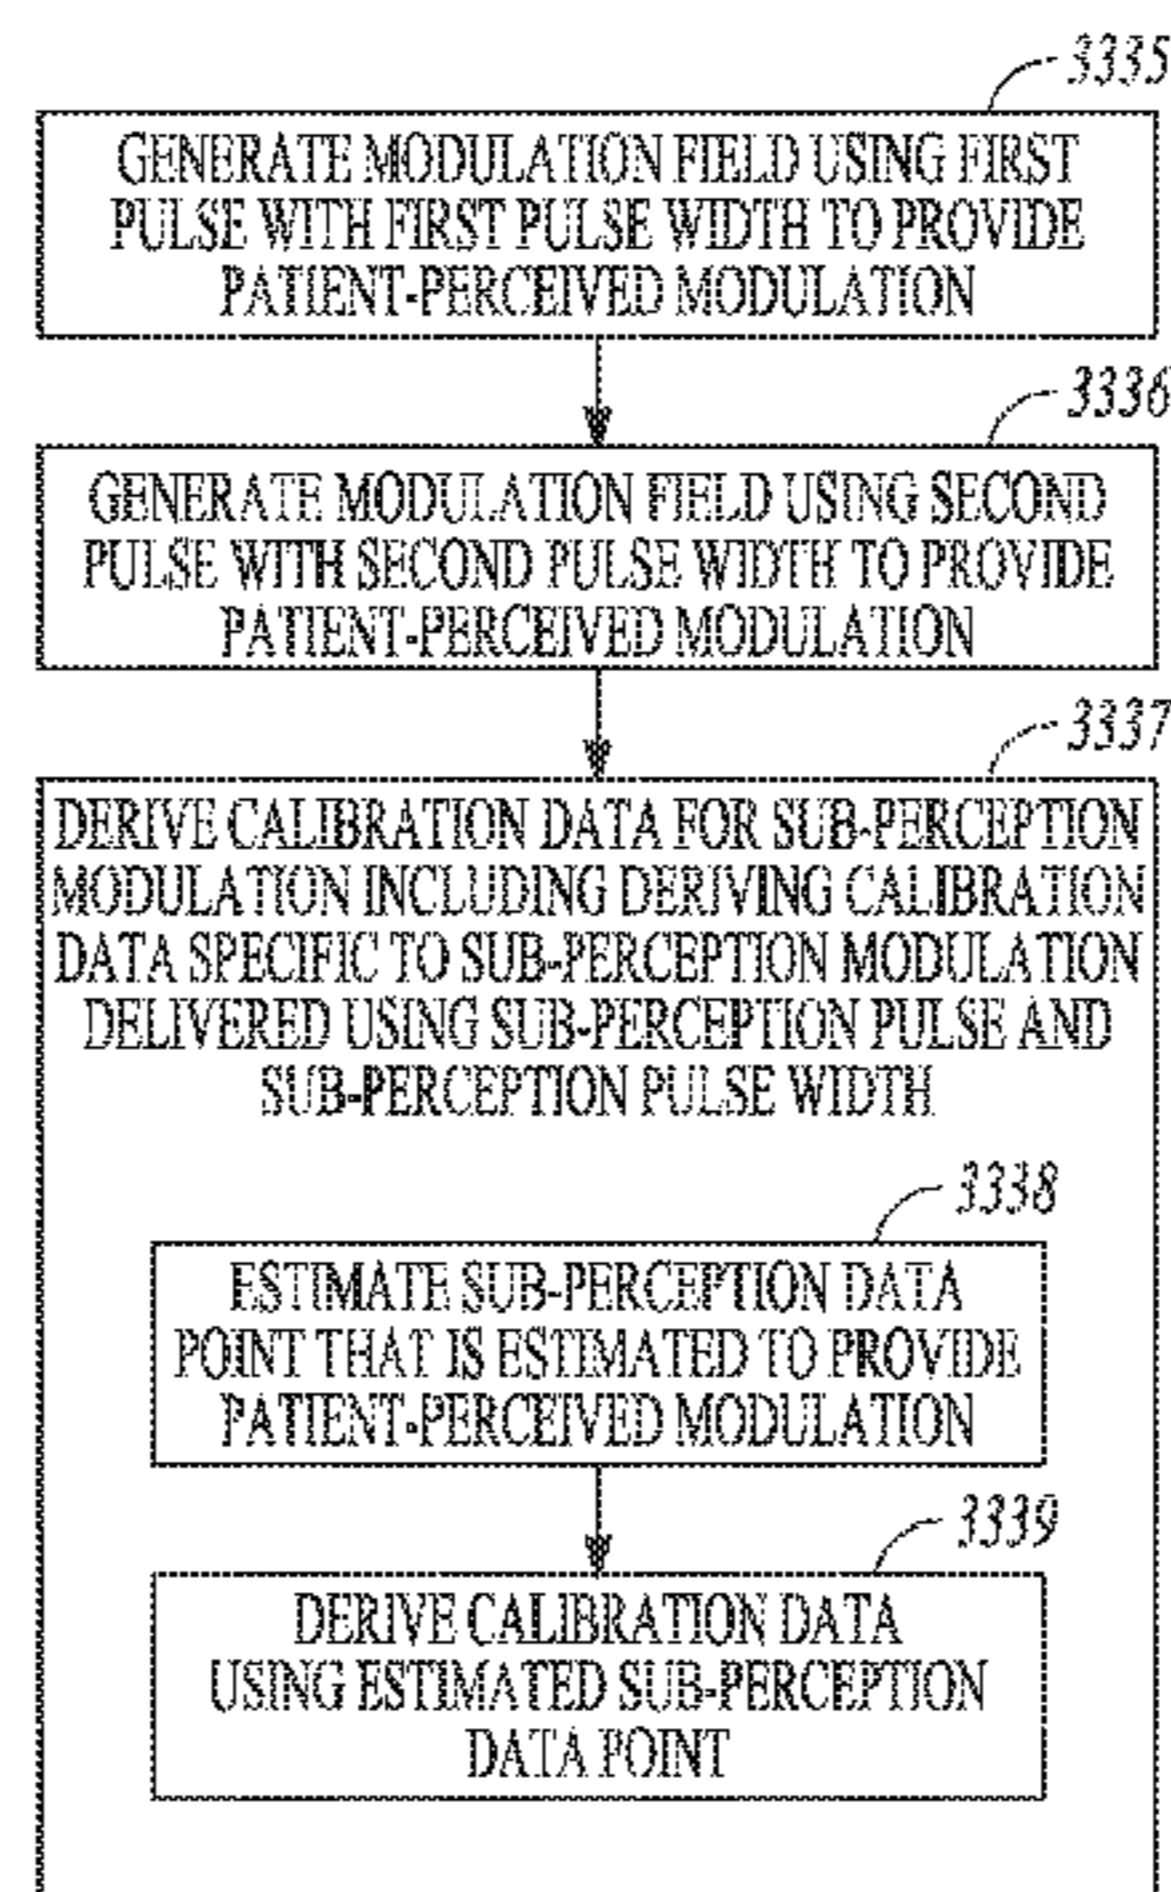 3335
GENERATE MODULATION FIELD USING FIRST
PULSE WITH FIRST PULSE WIDTH TO PROVIDE
PATIENT-PERCEIVED MODULATION
3336
GENERATE MODULATION FIELD USING SECOND
PULSE WITH SECOND PULSE WIDTH TO PROVIDE
PATIENT-PERCEIVED MODULATION
3337
DERIVE CALIBRATION DATA FOR SUB-PERCEPTION
MODULATION INCLUDING DERIVING CALIBRATION
DATA SPECIFIC TO SUB-PERCEPTION MODULATION
DELIVERED USING SUB-PERCEPTION PULSE AND
SUB-PERCEPTION PULSE WIDTH
3338
ESTIMATE SUB-PERCEPTION DATA
POINT THAT IS ESTIMATED TO PROVIDE
PATIENT-PERCEIVED MODULATION
3339
DERIVE CALIBRATION DATA
USING ESTIMATED SUB-PERCEPTION
DATA POINT